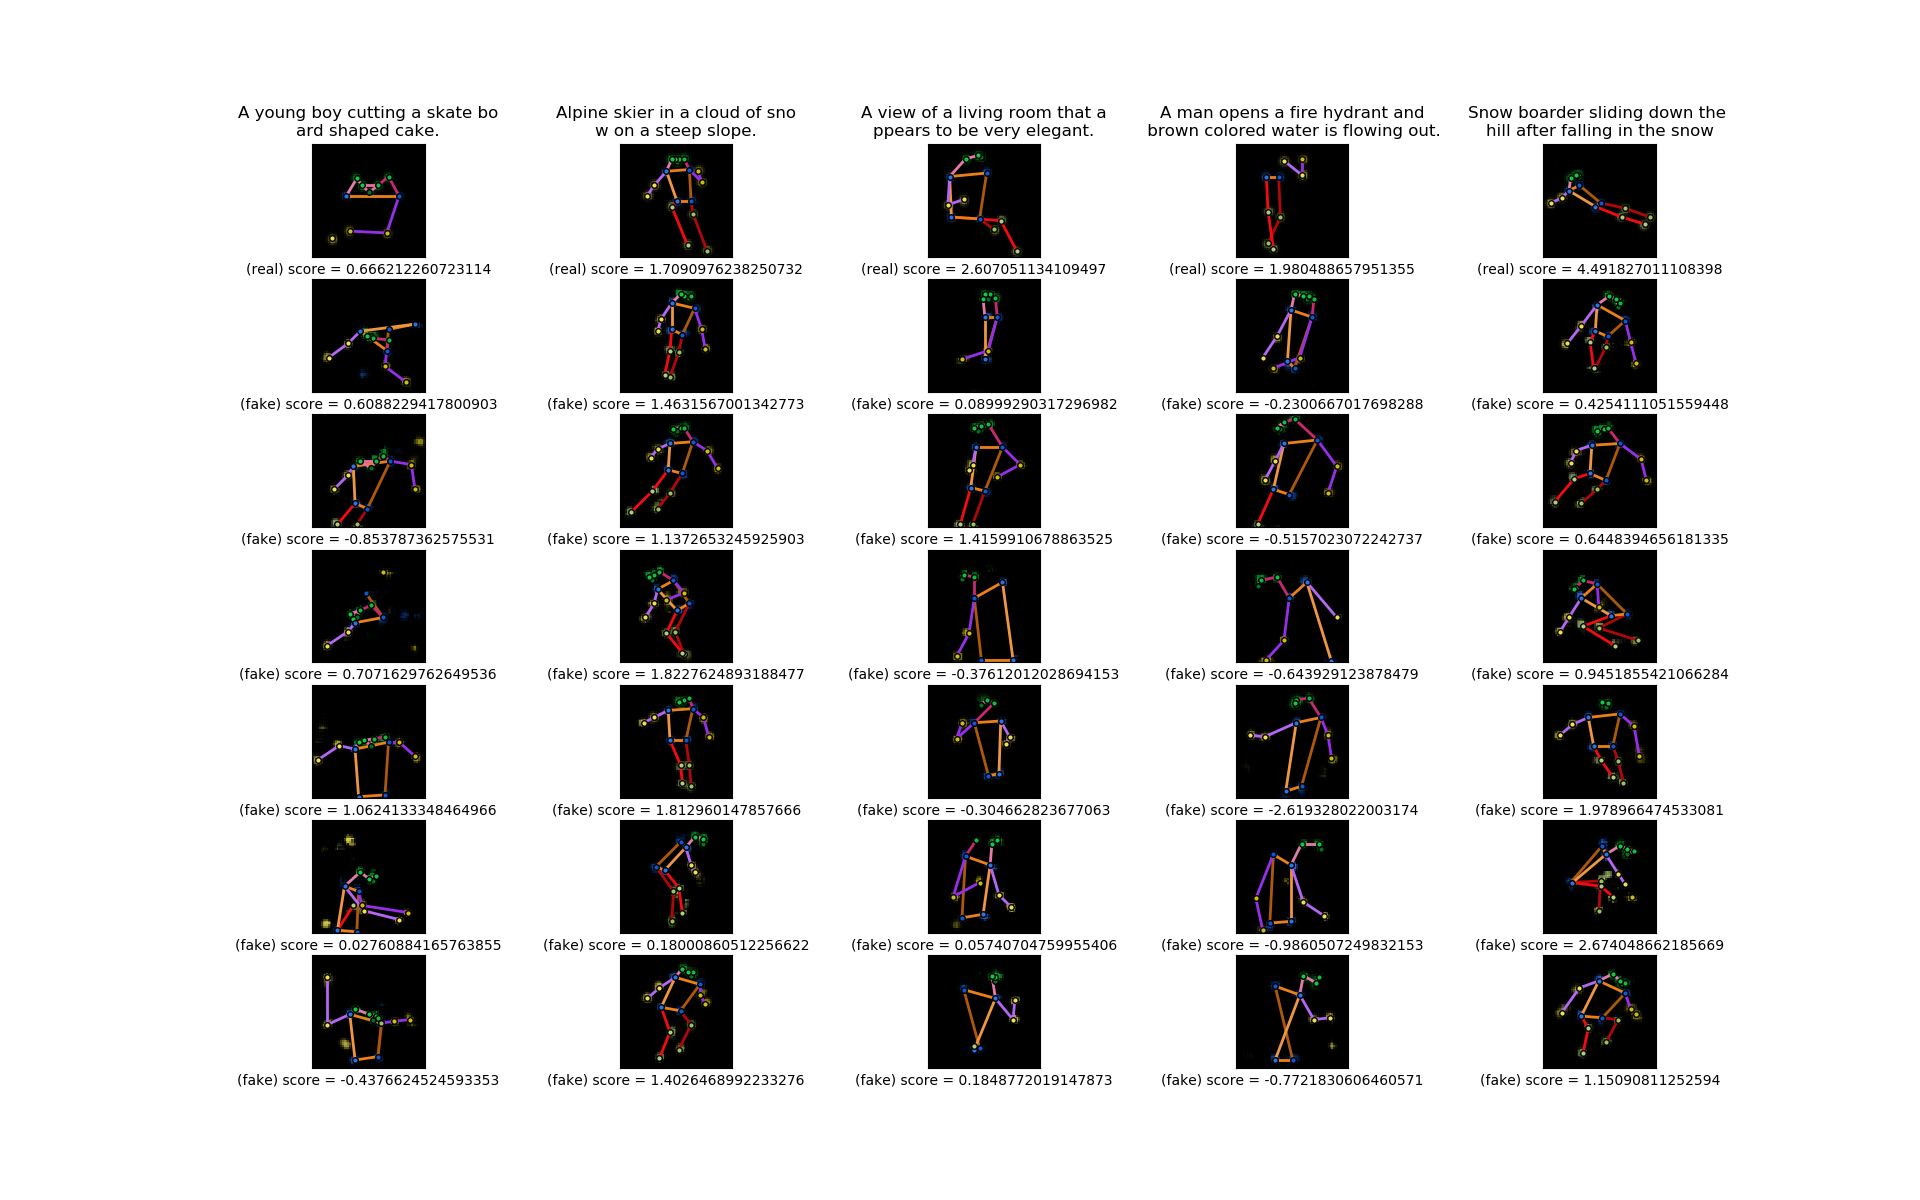 A young boy cutting a skate bo
ard shaped cake.
Alpine skier in a cloud of sno
w on a steep slope.
A view of a living room that a
ppears to be very elegant.
A man opens a fire hydrant and
brown colored water is flowing out.
Snow boarder sliding down the
hill after falling in the snow
(real) score = 0.666212260723114
(real) score = 1.7090976238250732
(real) score = 2.607051134109497
(real) score = 1.980488657951355
(real) score = 4.491827011108398
(fake) score = 0.6088229417800903
(fake) score = 1.4631567001342773
(fake) score = 0.08999290317296982
(fake) score = -0.2300667017698288
(fake) score = 0.4254111051559448
(fake) score = -0.853787362575531
(fake) score = 1.1372653245925903
(fake) score = 1.4159910678863525
(fake) score = -0.5157023072242737
(fake) score = 0.6448394656181335
(fake) score = 0.7071629762649536
(fake) score = 1.8227624893188477
(fake) score = -0.37612012028694153
(fake) score = -0.643929123878479
(fake) score = 0.9451855421066284
(fake) score = 1.0624133348464966
(fake) score = 1.812960147857666
(fake) score = -0.304662823677063
(fake) score = -2.619328022003174
(fake) score = 1.978966474533081
(fake) score = 0.02760884165763855
(fake) score = 0.18000860512256622
(fake) score = 0.05740704759955406
(fake) score = -0.9860507249832153
(fake) score = 2.674048662185669
(fake) score = -0.4376624524593353
(fake) score = 1.4026468992233276
(fake) score = 0.1848772019147873
(fake) score = -0.7721830606460571
(fake) score = 1.15090811252594